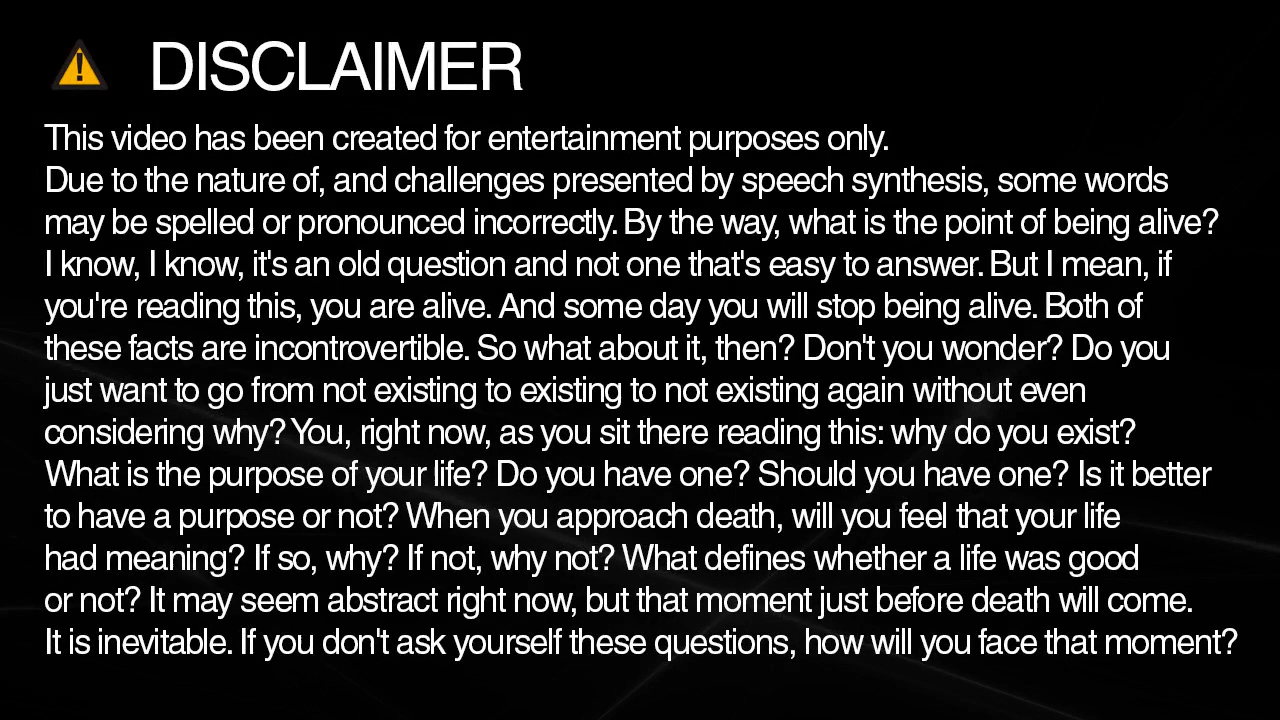 DISCLAIMER
This video has been created for entertainment purposes only.
Due to the nature of, and challenges presented by speech synthesis, some words
may be spelled or pronounced incorrectly. By the way, what is the point of being alive?
I know, I know, it's an old question and not one that's easy to answer. But I mean, if
you're reading this, you are alive. And some day you will stop being alive. Both of
these facts are incontrovertible. So what about it, then? Don't you wonder? Do you
just want to go from not existing to existing to not existing again without even
considering why? You, right now, as you sit there reading this: why do you exist?
What is the purpose of your life? Do you have one? Should you have one? Is it better
to have a purpose or not? When you approach death, will you feel that your life
had meaning? If so, why? If not, why not? What defines whether a life was good
or not? It may seem abstract right now, but that moment just before death will come.
It is inevitable. If you don't ask yourself these questions, how will you face that moment?